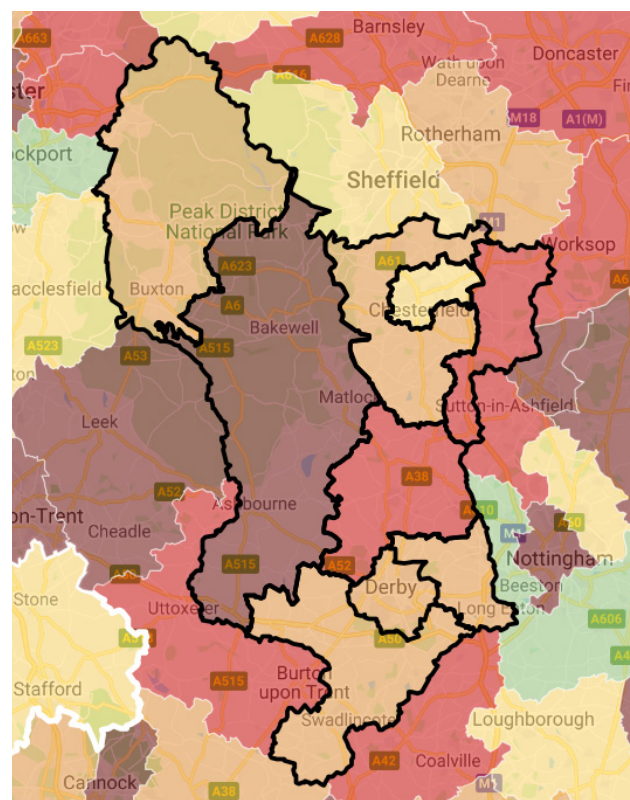 A663
Barnsley
A628
Doncaster
Wath upon
Dearne
A616
M18
A1(M)
ockport
Rotherham
Sheffield
Peak District
National Park
M1
Worksop
A623
A61
acclesfield
Buxton
A6
Chesterfield
Bakewell
A523
A53
A515
Matlock
Sutton-in-Ashfield
Leek
A38
A52
Ashbourne
on-Trent
Cheadle
M1
Nottingham
A515
A52
Derby
Beeston
Stone
Uttoxeter
Long Eaton
A606
A50
Burton
upon Trent
A515
Stafford
Swadlincote
Loughborough
A42
Coalville
Cannock
A38
M1